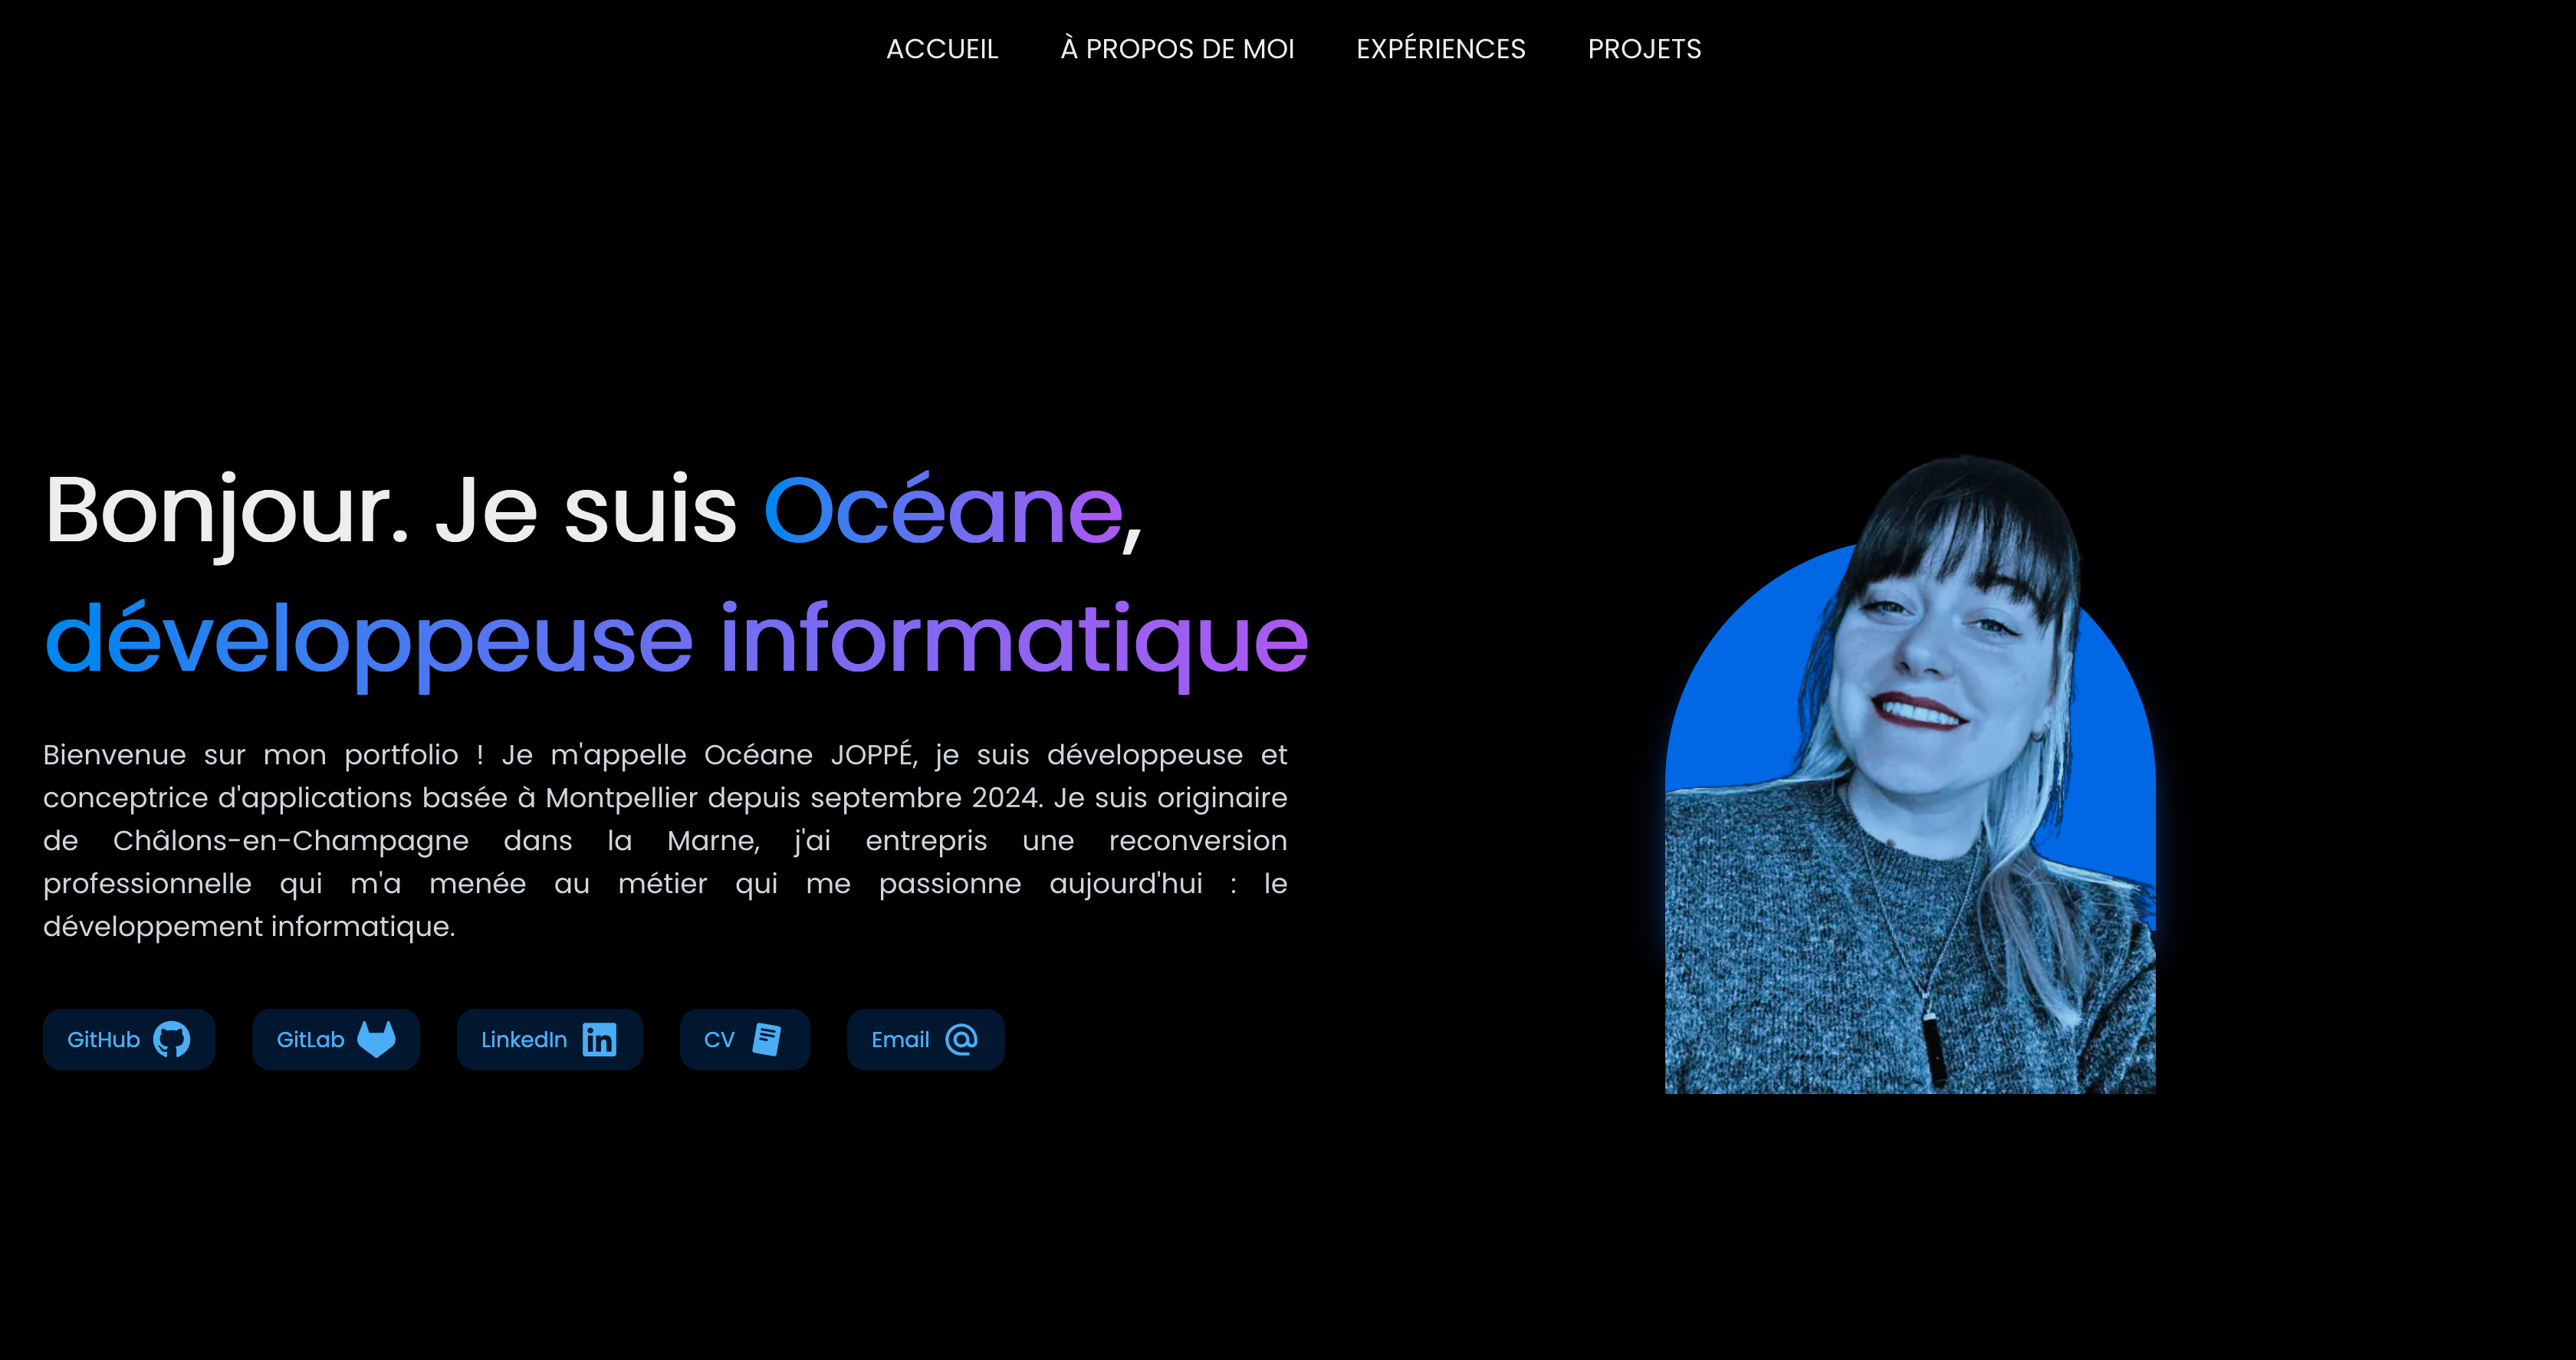 ACCUEIL À PROPOS DE MOI EXPÉRIENCES PROJETS
Bonjour. Je suis Océane,
développeuse informatique
Bienvenue sur mon portfolio ! Je m'appelle Océane JOPPÉ, je suis développeuse et
conceptrice d'applications basée à Montpellier depuis septembre 2024. Je suis originaire
de Châlons-en-Champagne dans la Marne, j'ai entrepris une reconversion
professionnelle qui m'a menée au métier qui me passionne aujourd'hui : le
développement informatique.
GitHub GitLab LinkedIn CV Email